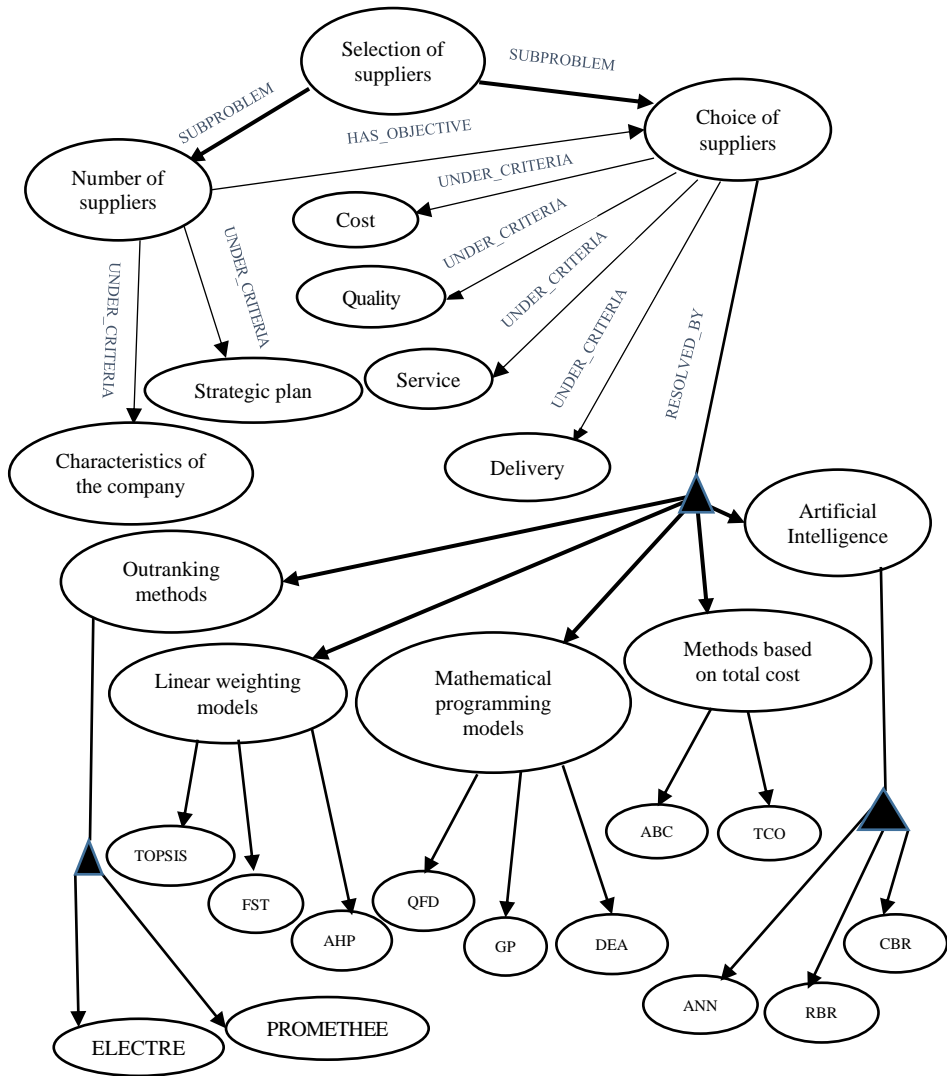 Selection of
suppliers
SUBPROBLEM
SUBPROBLEM
Choice of
suppliers
HAS_OBJECTIVE
Number of
suppliers
UNDER_CRITERIA
Cost
UNDER_CRITERIA
Quality
UNDER_CRITERIA
Service
UNDER_CRITERIA
Delivery
RESOLVED_BY
UNDER_CRITERIA
UNDER_CRITERIA
Strategic plan
Characteristics of
the company
Artificial
Intelligence
Outranking
methods
Linear weighting
models
Mathematical
programming
models
Methods based
on total cost
TOPSIS
FST
AHP
QFD
GP
DEA
ABC
TCO
CBR
ANN
RBR
ELECTRE
PROMETHEE